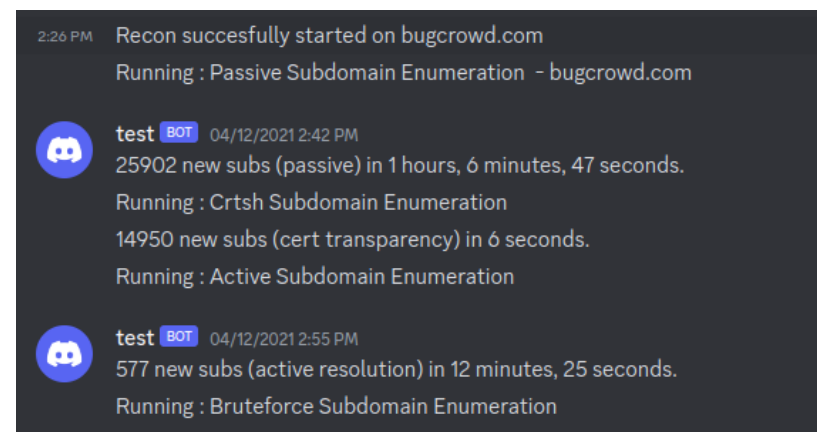 2:26 PM Recon succesfully started on bugcrowd.com
Running : Passive Subdomain Enumeration - bugcrowd.com
test BOT 04/12/2021 2:42 PM
25902 new subs (passive) in 1 hours, 6 minutes, 47 seconds.
Running : Crtsh Subdomain Enumeration
14950 new subs (cert transparency) in 6 seconds.
Running : Active Subdomain Enumeration
test BOT 04/12/2021 2:55 PM
577 new subs (active resolution) in 12 minutes, 25 seconds.
Running : Bruteforce Subdomain Enumeration